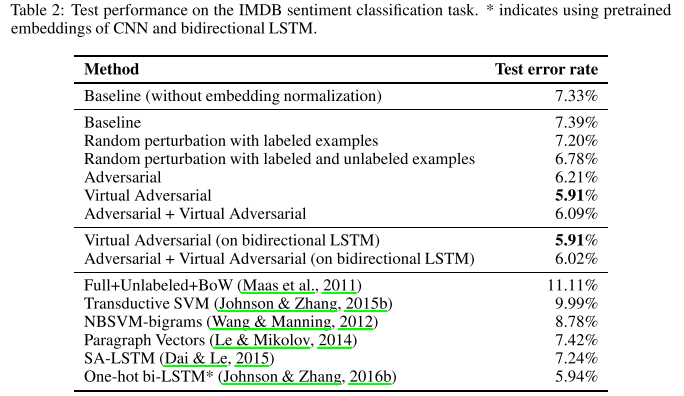 Table 2: Test performance on the IMDB sentiment classification task. * indicates using pretrained
embeddings of CNN and bidirectional LSTM.
Method Test error rate
Baseline (without embedding normalization) 7.33%
Baseline 7.39%
Random perturbation with labeled examples 7.20%
Random perturbation with labeled and unlabeled examples 6.78%
Adversarial 6.21%
Virtual Adversarial 5.91%
Adversarial + Virtual Adversarial 6.09%
Virtual Adversarial (on bidirectional LSTM) 5.91%
Adversarial + Virtual Adversarial (on bidirectional LSTM) 6.02%
Full+Unlabeled+BoW (Maas et al., 2011) 11.11%
Transductive SVM (Johnson & Zhang, 2015b) 9.99%
NBSVM-bigrams (Wang & Manning, 2012) 8.78%
Paragraph Vectors (Le & Mikolov, 2014) 7.42%
SA-LSTM (Dai & Le, 2015) 7.24%
One-hot bi-LSTM* (Johnson & Zhang, 2016b) 5.94%